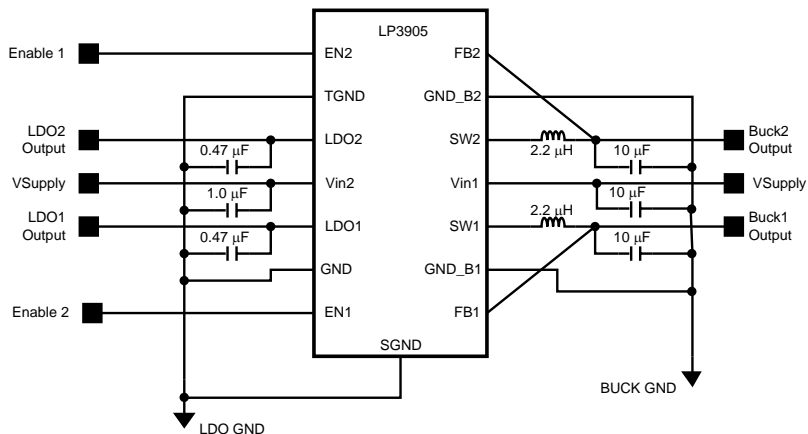 LP3905
Enable 1
EN2
FB2
TGND
GND_B2
LDO2
Output
LDO2
SW2
Buck2
Output
0.47 μF
2.2 μH
10 μF
VSupply
Vin2
Vin1
VSupply
1.0 μF
10 μF
LDO1
Output
LDO1
SW1
2.2 μH
Buck1
Output
0.47 μF
10 μF
GND
GND_B1
Enable 2
EN1
FB1
SGND
BUCK GND
LDO GND